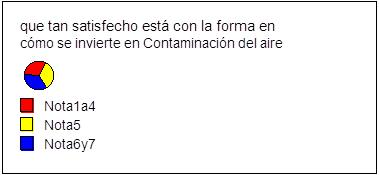 que tan satisfecho está con la forma en
cómo se invierte en Contaminación del aire
Nota1a4
Nota5
Nota6y7